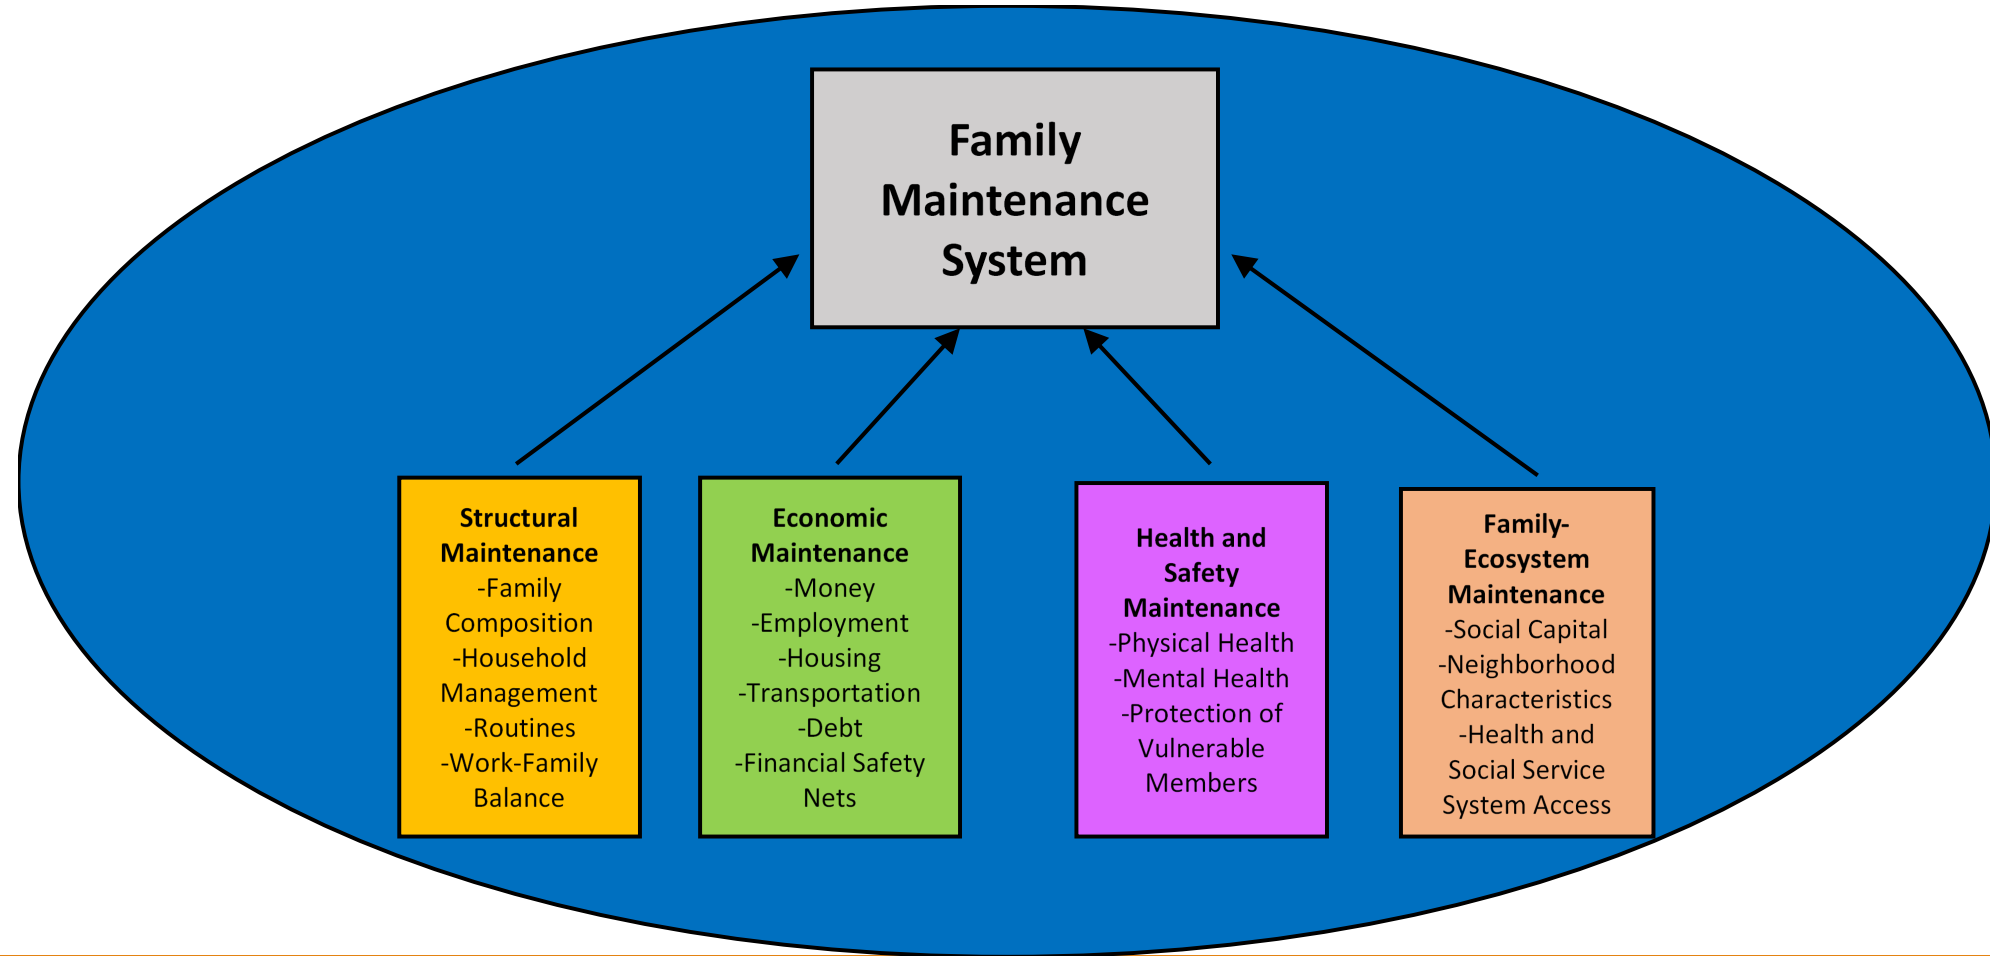 Family
Maintenance
System
Structural
Maintenance
-Family
Composition
-Household
Management
-Routines
-Work-Family
Balance
Economic
Maintenance
-Money
-Employment
-Housing
-Transportation
-Debt
-Financial Safety
Nets
Health and
Safety
Maintenance
-Physical Health
-Mental Health
-Protection of
Vulnerable
Members
Family-
Ecosystem
Maintenance
-Social Capital
-Neighborhood
Characteristics
-Health and
Social Service
System Access